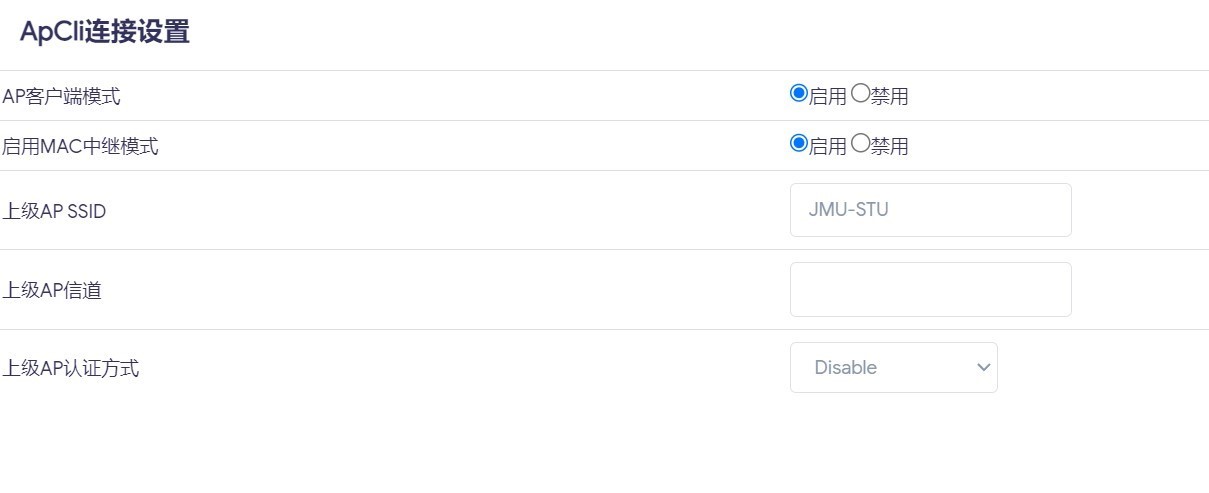 ApCli连接设置
AP客户端模式 启用 禁用
启用MAC中继模式 启用 禁用
上级AP SSID JMU-STU
上级AP信道
上级AP认证方式 Disable